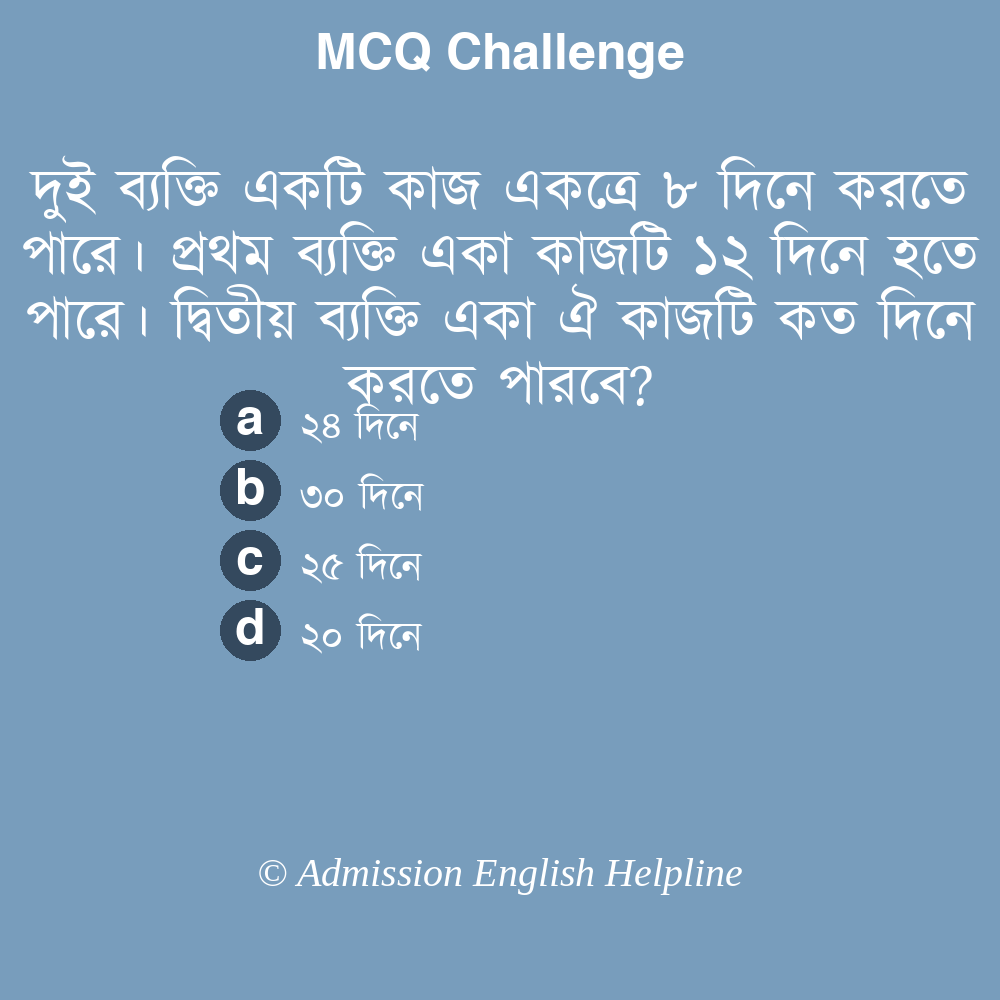 MCQ Challenge
দুই ব্যক্তি একটি কাজ একত্রে ৮ দিনে করতে
পারে। প্রথম ব্যক্তি একা কাজটি ১২ দিনে হতে
পারে। দ্বিতীয় ব্যক্তি একা ঐ কাজটি কত দিনে
করতে পারবে?
a ২৪ দিনে
b ৩০ দিনে
c ২৫ দিনে
d ২০ দিনে
© Admission English Helpline